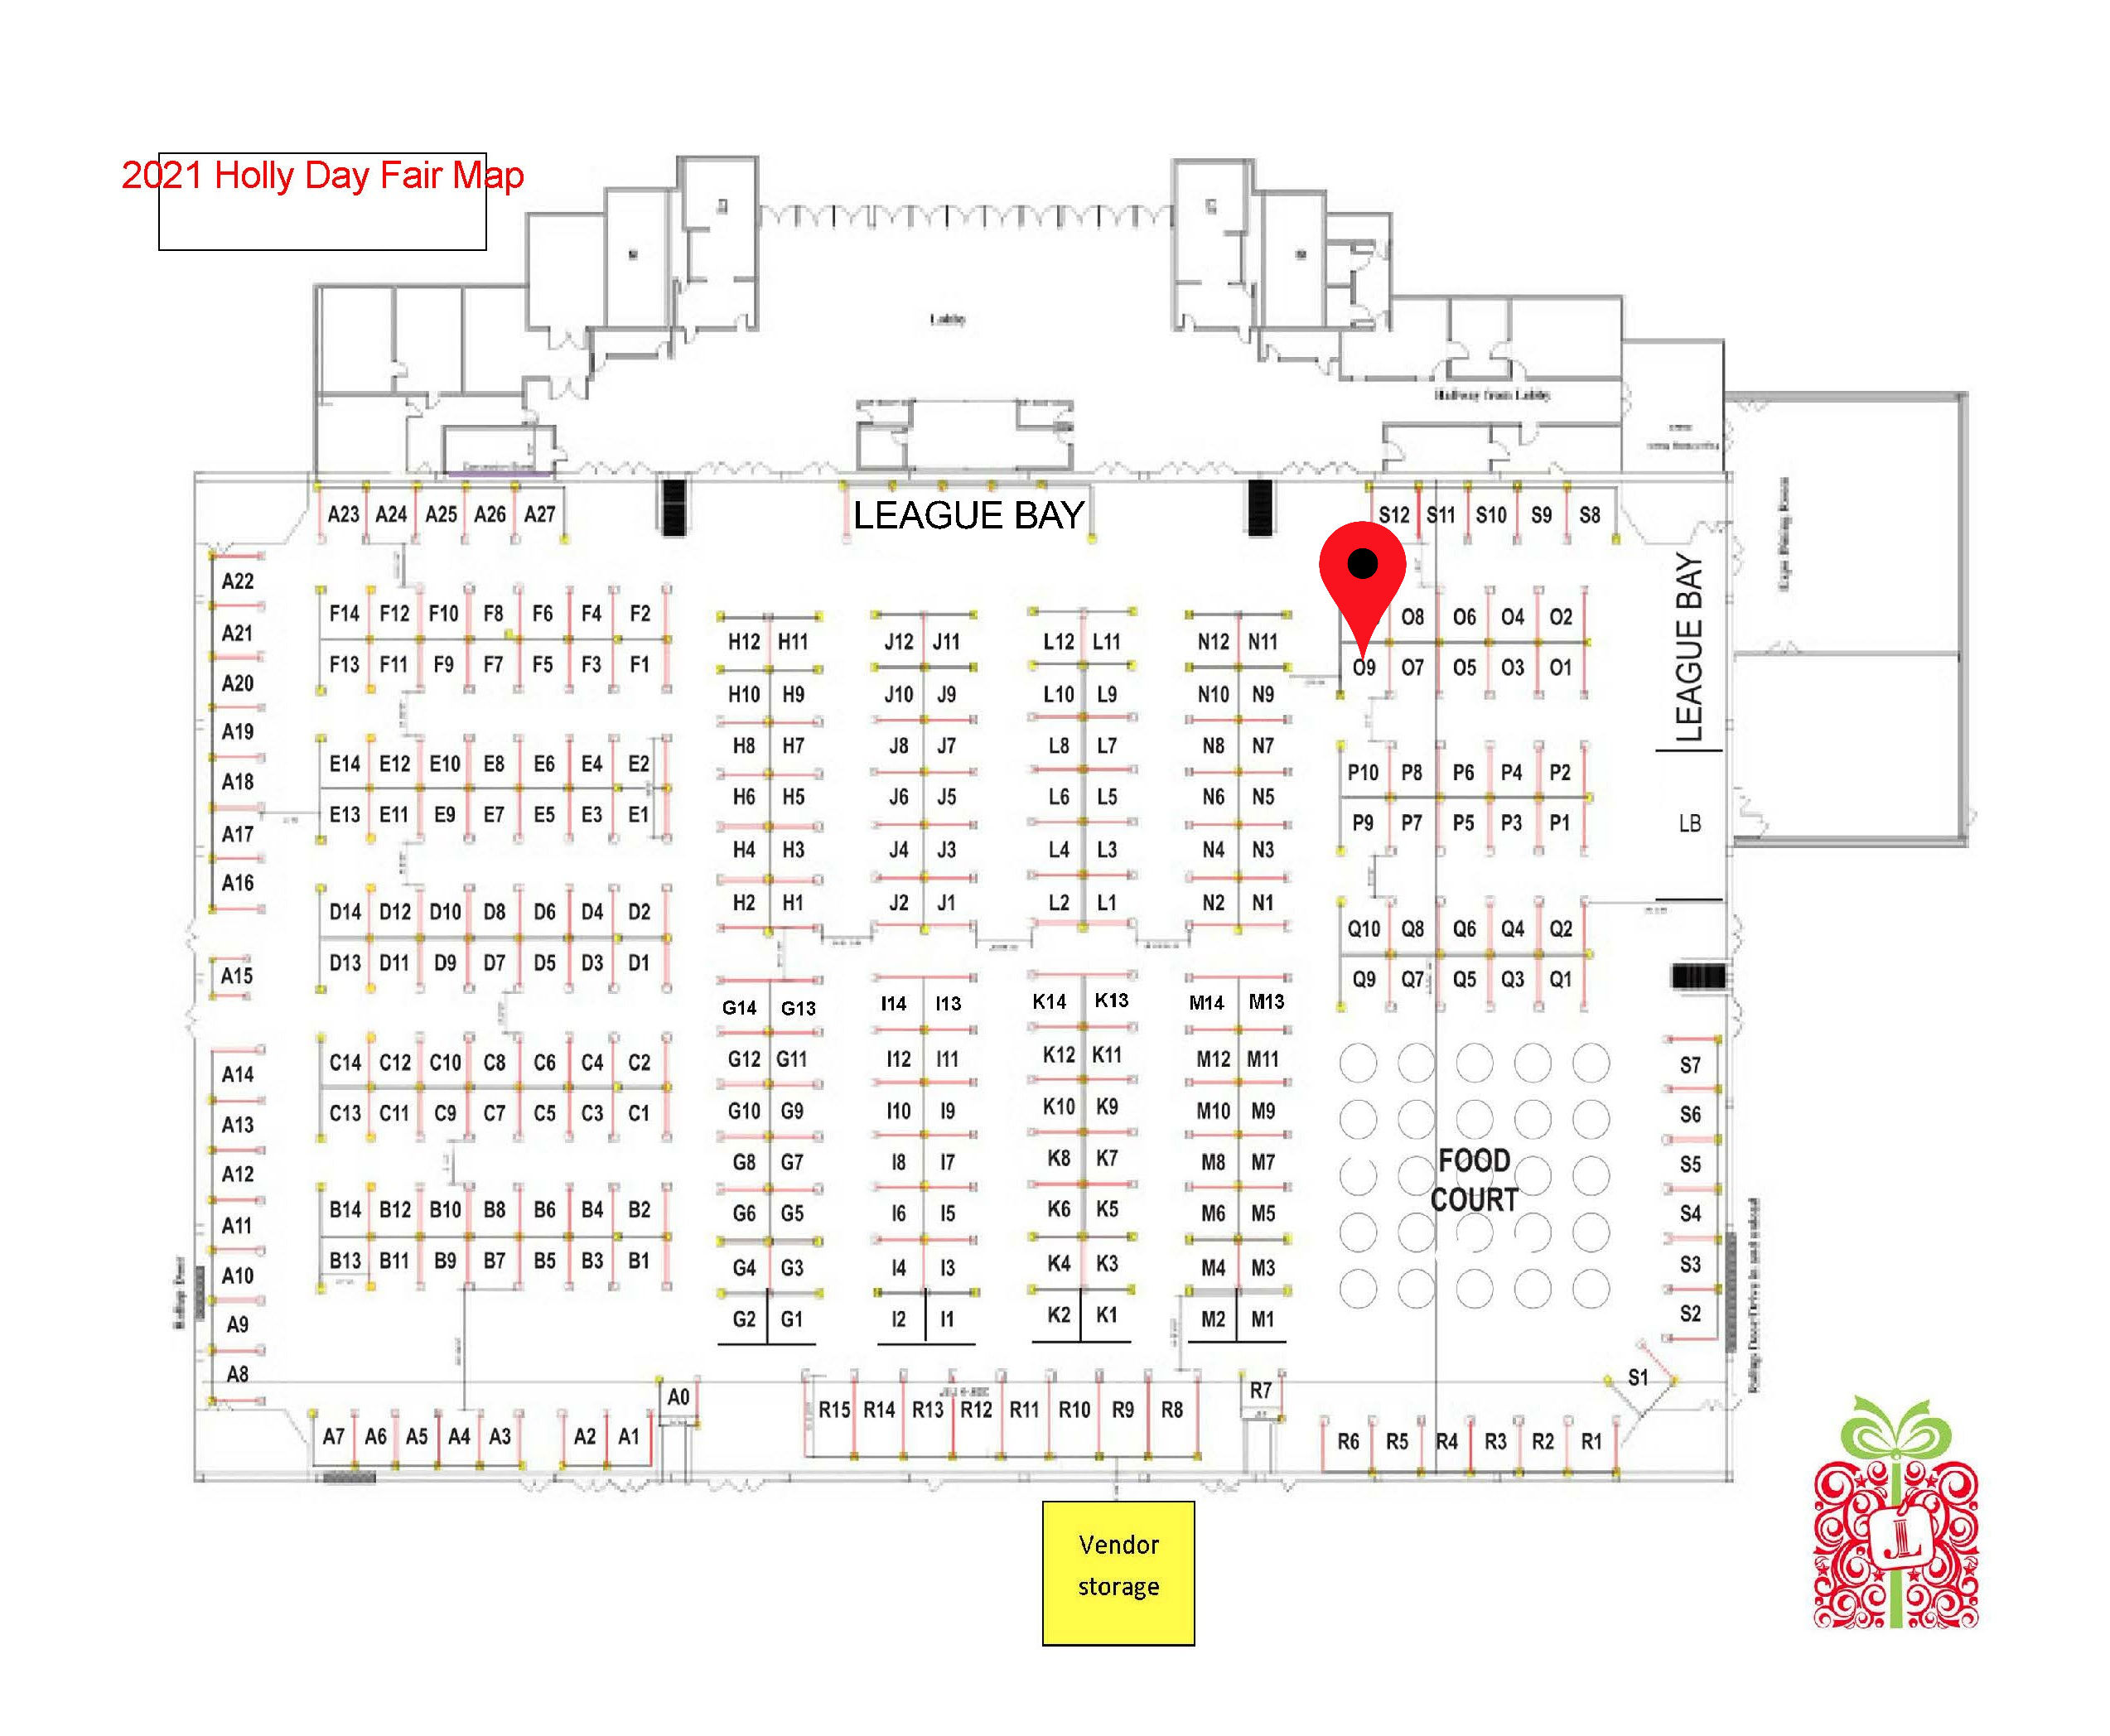 2021 Holly Day Fair Map
Lobby
Hallway from Lobby
LEAGUE BAY
A23 A24 A25 A26 A27
S12 S11 S10 S9 S8
A22
A21
A20
A19
A18
A17
A16
A15
A14
A13
A12
A11
A10
A9
A8
F14 F12 F10 F8 F6 F4 F2
F13 F11 F9 F7 F5 F3 F1
E14 E12 E10 E8 E6 E4 E2
E13 E11 E9 E7 E5 E3 E1
D14 D12 D10 D8 D6 D4 D2
D13 D11 D9 D7 D5 D3 D1
C14 C12 C10 C8 C6 C4 C2
C13 C11 C9 C7 C5 C3 C1
B14 B12 B10 B8 B6 B4 B2
B13 B11 B9 B7 B5 B3 B1
H12 H11
H10 H9
H8 H7
H6 H5
H4 H3
H2 H1
G14 G13
G12 G11
G10 G9
G8 G7
G6 G5
G4 G3
G2 G1
J12 J11
J10 J9
J8 J7
J6 J5
J4 J3
J2 J1
I14 I13
I12 I11
I10 I9
I8 I7
I6 I5
I4 I3
I2 I1
L12 L11
L10 L9
L8 L7
L6 L5
L4 L3
L2 L1
K14 K13
K12 K11
K10 K9
K8 K7
K6 K5
K4 K3
K2 K1
N12 N11
N10 N9
N8 N7
N6 N5
N4 N3
N2 N1
M14 M13
M12 M11
M10 M9
M8 M7
M6 M5
M4 M3
M2 M1
O8 O6 O4 O2
O9 O7 O5 O3 O1
P10 P8 P6 P4 P2
P9 P7 P5 P3 P1
Q10 Q8 Q6 Q4 Q2
Q9 Q7 Q5 Q3 Q1
LEAGUE BAY
LB
FOOD
COURT
S7
S6
S5
S4
S3
S2
S1
A7 A6 A5 A4 A3 A2 A1
A0
R15 R14 R13 R12 R11 R10 R9 R8
R7
R6 R5 R4 R3 R2 R1
Vendor
storage
JL